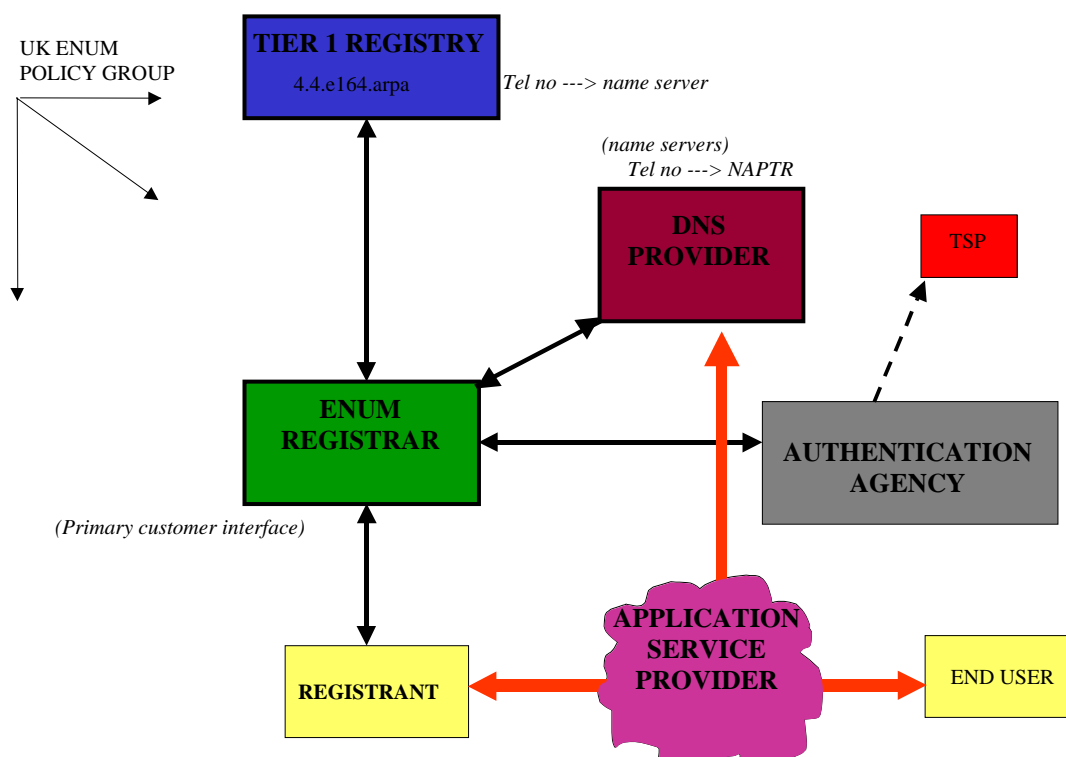 UK ENUM
POLICY GROUP
TIER 1 REGISTRY
4.4.e164.arpa
Tel no ---> name server
(name servers)
Tel no ---> NAPTR
DNS
PROVIDER
TSP
ENUM
REGISTRAR
AUTHENTICATION
AGENCY
(Primary customer interface)
APPLICATION
SERVICE
PROVIDER
REGISTRANT
END USER